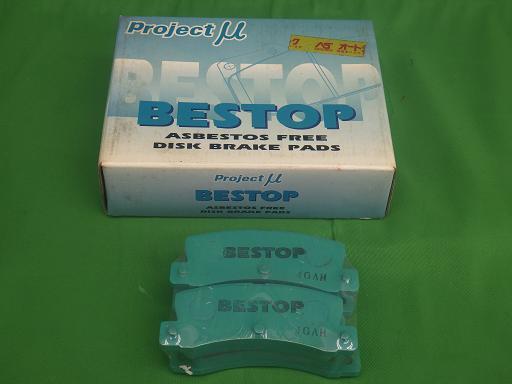 Project μ
BESTOP
BESTOP
ASBESTOS FREE
DISK BRAKE PADS
Project μ
BESTOP
ASBESTOS FREE
DISK BRAKE PADS
BESTOP
BESTOP